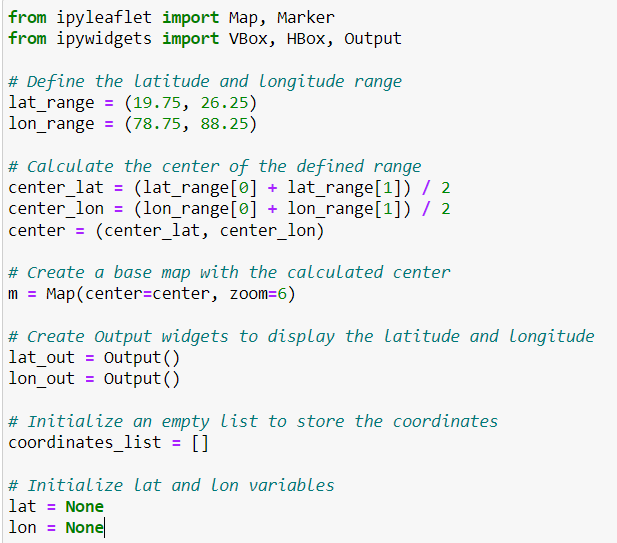 from ipyleaflet import Map, Marker
from ipywidgets import VBox, HBox, Output
# Define the latitude and longitude range
lat_range = (19.75, 26.25)
lon_range = (78.75, 88.25)
# Calculate the center of the defined range
center_lat = (lat_range[0] + lat_range[1]) / 2
center_lon = (lon_range[0] + lon_range[1]) / 2
center = (center_lat, center_lon)
# Create a base map with the calculated center
m = Map(center=center, zoom=6)
# Create Output widgets to display the latitude and longitude
lat_out = Output()
lon_out = Output()
# Initialize an empty list to store the coordinates
coordinates_list = []
# Initialize lat and lon variables
lat = None
lon = None